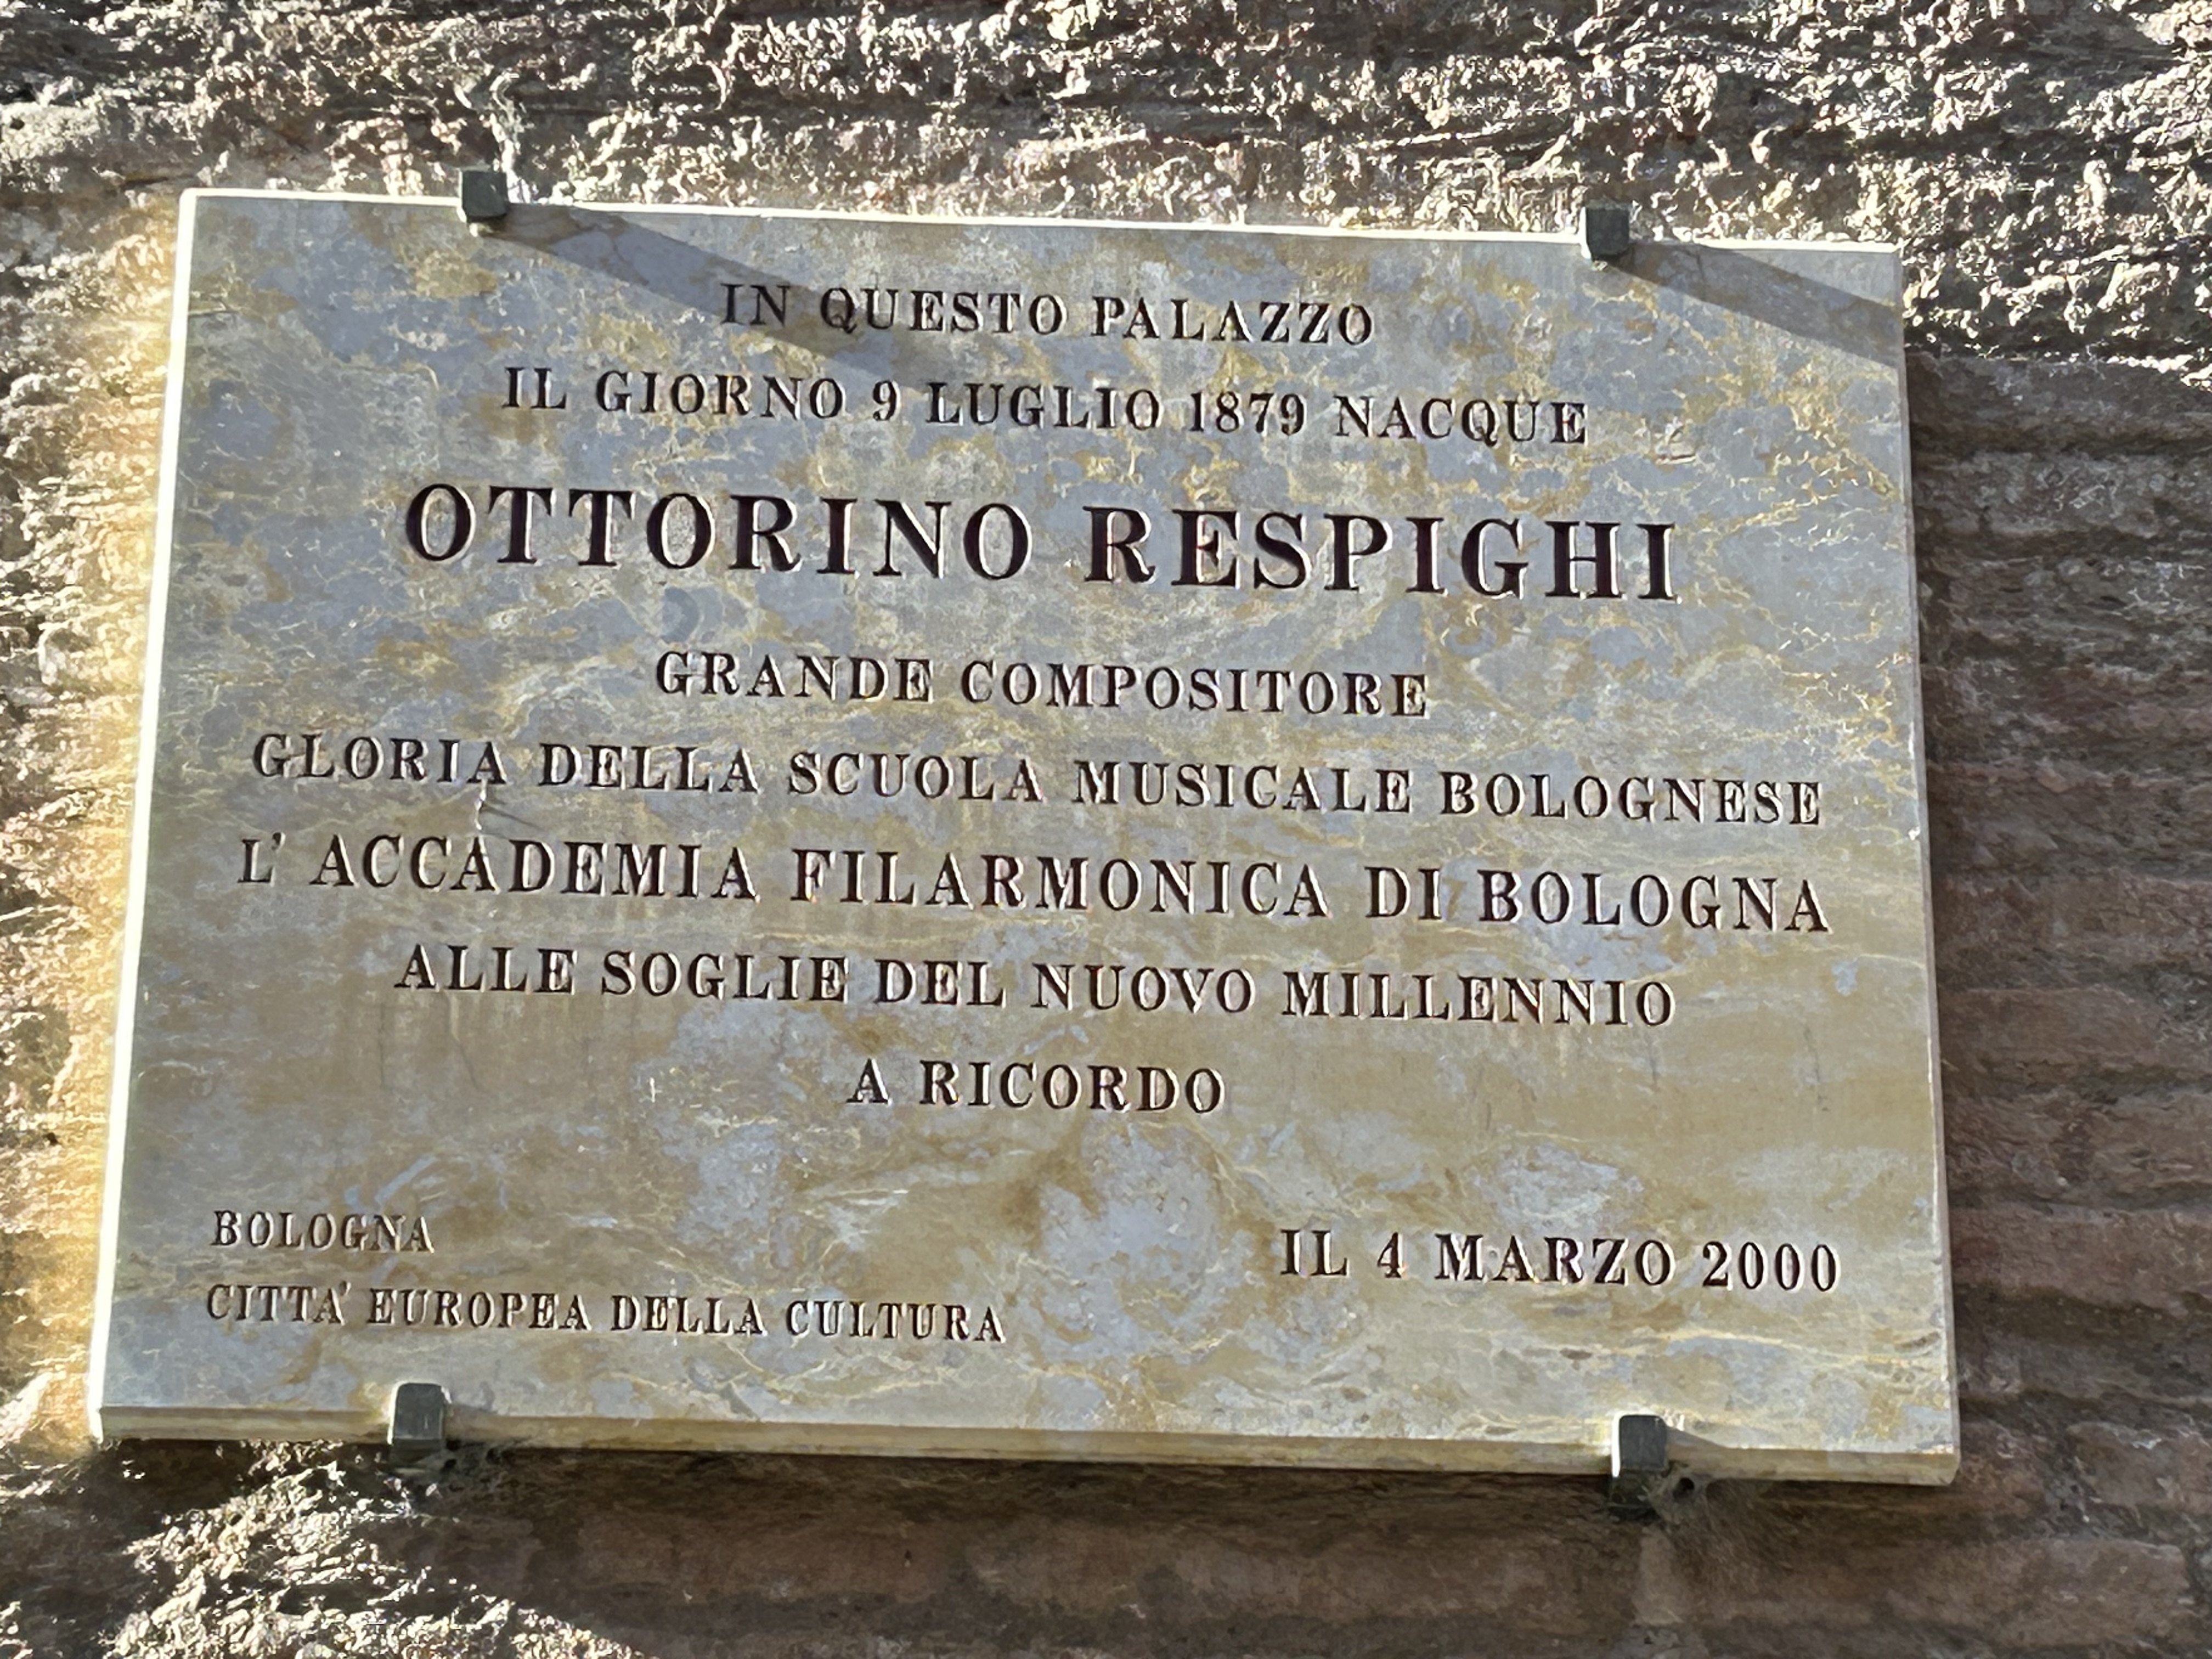 IN QUESTO PALAZZO
IL GIORNO 9 LUGLIO 1879 NACQUE
OTTORINO RESPIGHI
GRANDE COMPOSITORE
GLORIA DELLA SCUOLA MUSICALE BOLOGNESE
L' ACCADEMIA FILARMONICA DI BOLOGNA
ALLE SOGLIE DEL NUOVO MILLENNIO
A RICORDO
BOLOGNA
CITTA' EUROPEA DELLA CULTURA
IL 4 MARZO 2000